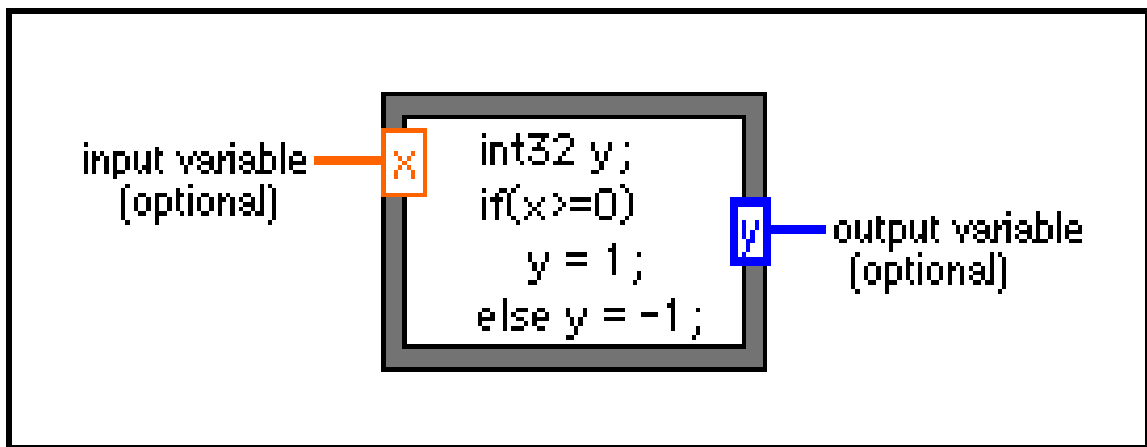 input variable
(optional)
x
int32 y;
if(x>=0)
y = 1;
else y = -1;
y
output variable
(optional)